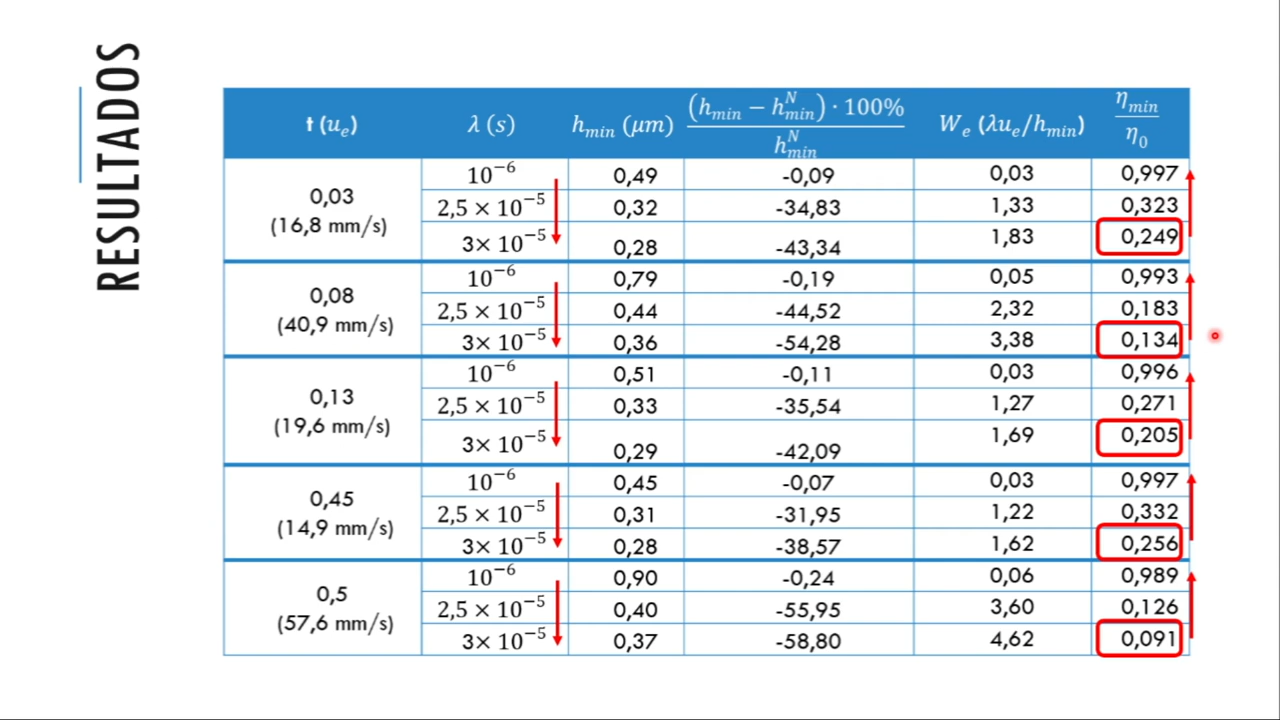 RESULTADOS
t (uₑ) λ (s) hₘᵢₙ (μm) (hₘᵢₙ − hᴺₘᵢₙ) · 100% / hᴺₘᵢₙ Wₑ (λuₑ/hₘᵢₙ) ηₘᵢₙ / η₀
0,03 (16,8 mm/s)
10⁻⁶ 0,49 -0,09 0,03 0,997
2,5 × 10⁻⁵ 0,32 -34,83 1,33 0,323
3× 10⁻⁵ 0,28 -43,34 1,83 0,249
0,08 (40,9 mm/s)
10⁻⁶ 0,79 -0,19 0,05 0,993
2,5 × 10⁻⁵ 0,44 -44,52 2,32 0,183
3× 10⁻⁵ 0,36 -54,28 3,38 0,134
0,13 (19,6 mm/s)
10⁻⁶ 0,51 -0,11 0,03 0,996
2,5 × 10⁻⁵ 0,33 -35,54 1,27 0,271
3× 10⁻⁵ 0,29 -42,09 1,69 0,205
0,45 (14,9 mm/s)
10⁻⁶ 0,45 -0,07 0,03 0,997
2,5 × 10⁻⁵ 0,31 -31,95 1,22 0,332
3× 10⁻⁵ 0,28 -38,57 1,62 0,256
0,5 (57,6 mm/s)
10⁻⁶ 0,90 -0,24 0,06 0,989
2,5 × 10⁻⁵ 0,40 -55,95 3,60 0,126
3× 10⁻⁵ 0,37 -58,80 4,62 0,091